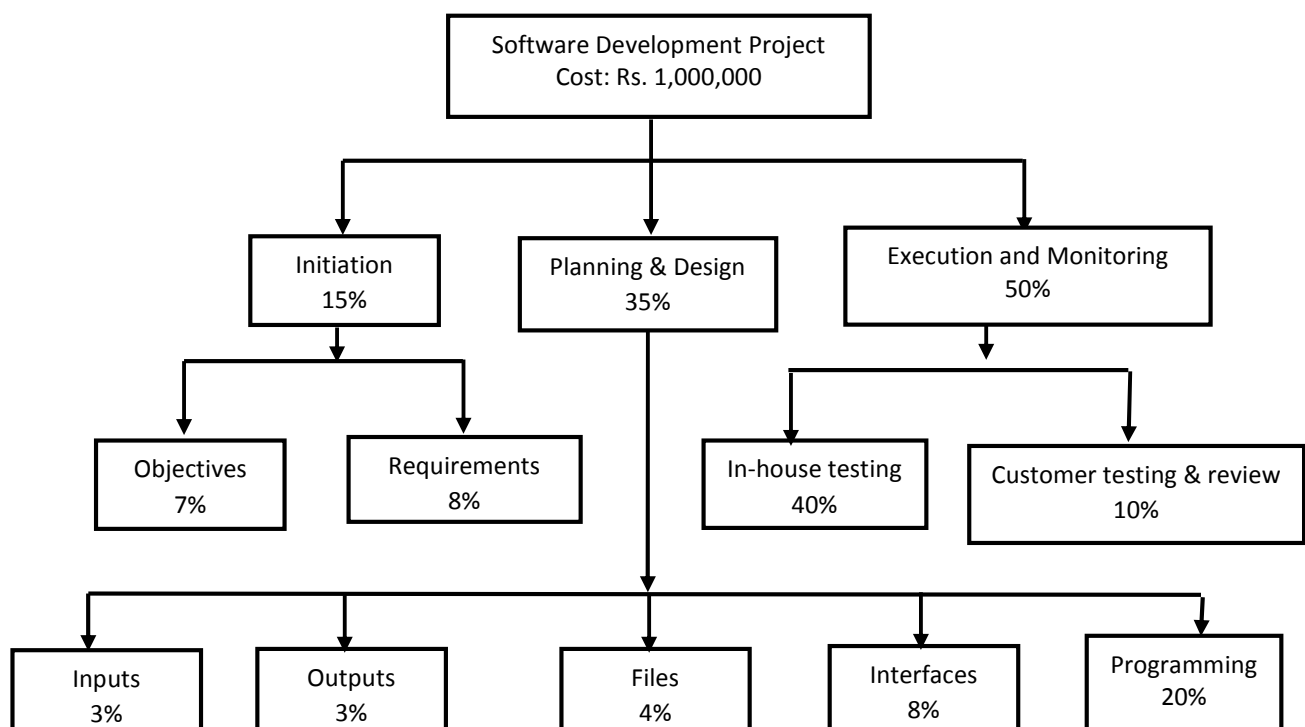 Software Development Project
Cost: Rs. 1,000,000
Initiation
15%
Planning & Design
35%
Execution and Monitoring
50%
Objectives
7%
Requirements
8%
In-house testing
40%
Customer testing & review
10%
Inputs
3%
Outputs
3%
Files
4%
Interfaces
8%
Programming
20%